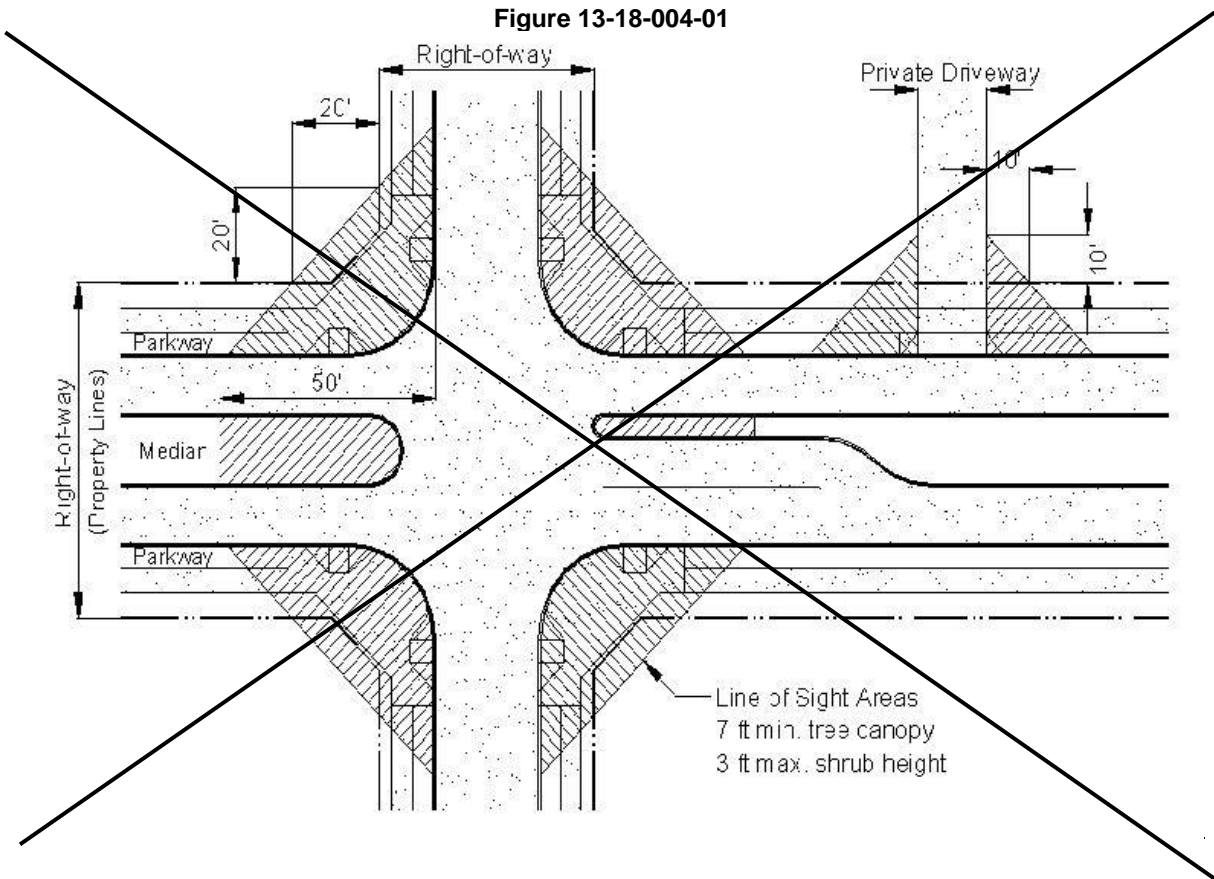 Figure 13-18-004-01
Right-of-way
Private Driveway
20'
10'
20'
10'
Parkway
50'
Median
Right-of-way
(Property Lines)
Parkway
Line of Sight Areas
7 ft min. tree canopy
3 ft max. shrub height